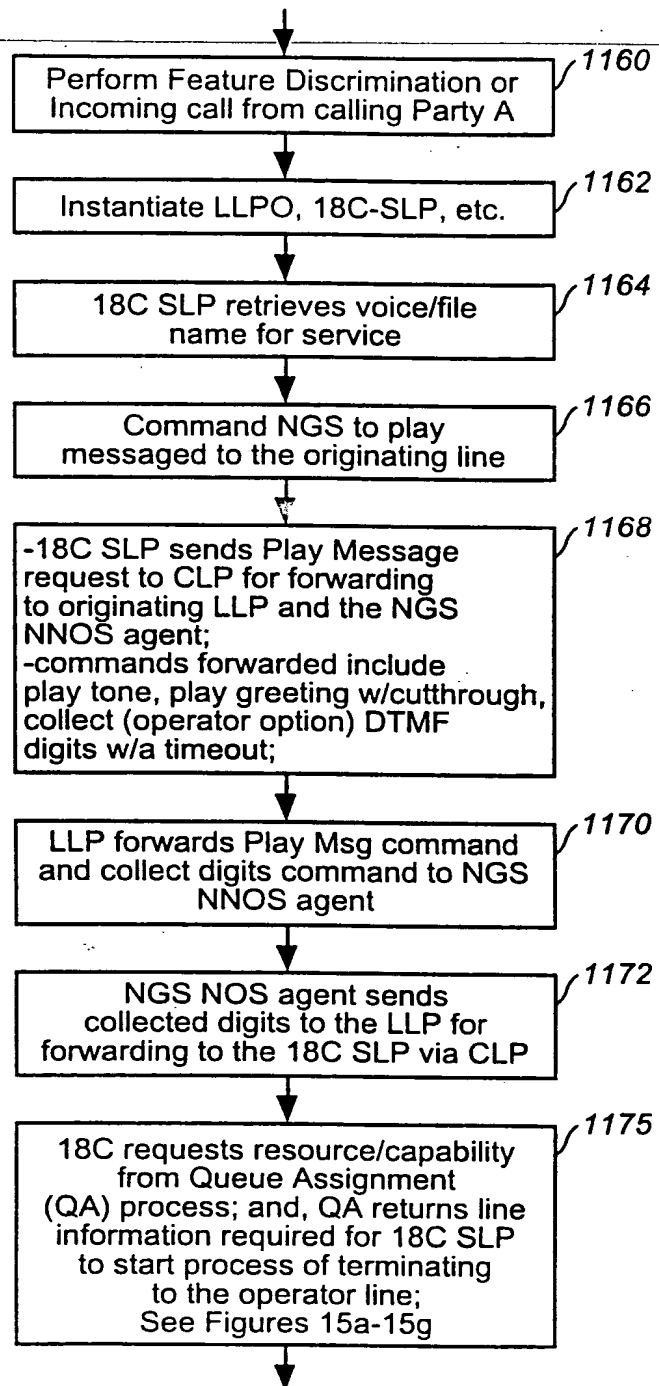 1160
Perform Feature Discrimination or
Incoming call from calling Party A
1162
Instantiate LLPO, 18C-SLP, etc.
1164
18C SLP retrieves voice/file
name for service
1166
Command NGS to play
messaged to the originating line
1168
-18C SLP sends Play Message
request to CLP for forwarding
to originating LLP and the NGS
NNOS agent;
-commands forwarded include
play tone, play greeting w/cutthrough,
collect (operator option) DTMF
digits w/a timeout;
1170
LLP forwards Play Msg command
and collect digits command to NGS
NNOS agent
1172
NGS NOS agent sends
collected digits to the LLP for
forwarding to the 18C SLP via CLP
1175
18C requests resource/capability
from Queue Assignment
(QA) process; and, QA returns line
information required for 18C SLP
to start process of terminating
to the operator line;
See Figures 15a-15g